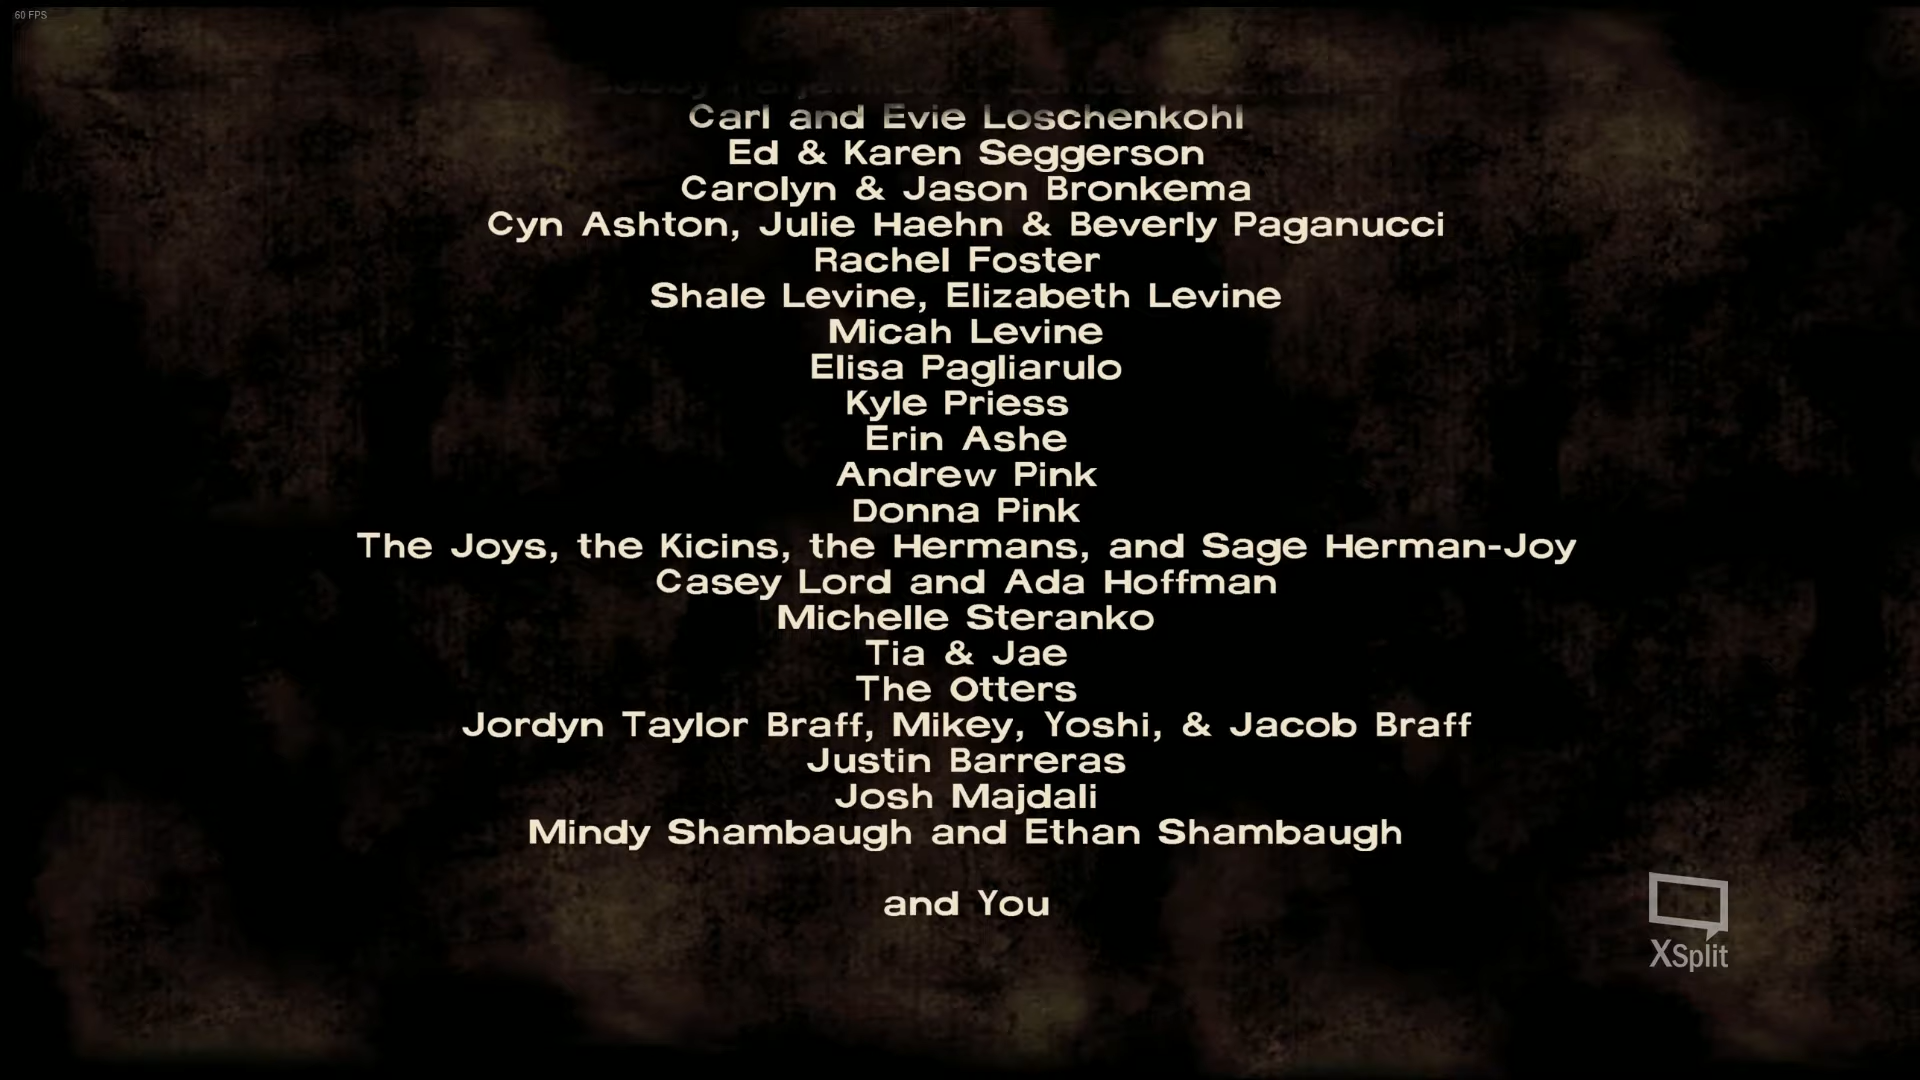 60 FPS
Carl and Evie Loschenkohl
Ed & Karen Seggerson
Carolyn & Jason Bronkema
Cyn Ashton, Julie Haehn & Beverly Paganucci
Rachel Foster
Shale Levine, Elizabeth Levine
Micah Levine
Elisa Pagliarulo
Kyle Priess
Erin Ashe
Andrew Pink
Donna Pink
The Joys, the Kicins, the Hermans, and Sage Herman-Joy
Casey Lord and Ada Hoffman
Michelle Steranko
Tia & Jae
The Otters
Jordyn Taylor Braff, Mikey, Yoshi, & Jacob Braff
Justin Barreras
Josh Majdali
Mindy Shambaugh and Ethan Shambaugh
and You
XSplit